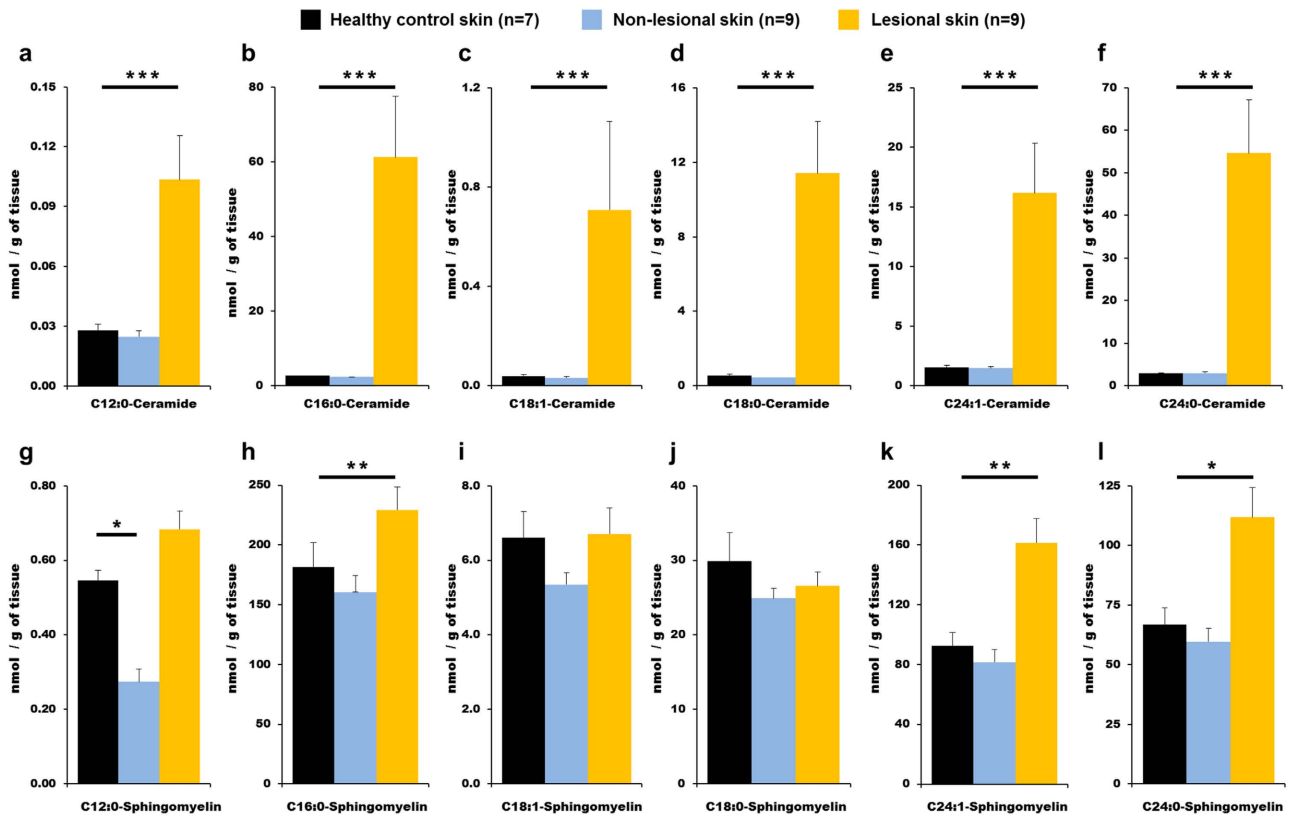 Healthy control skin (n=7) Non-lesional skin (n=9) Lesional skin (n=9)
a b c d e f
*** *** *** *** *** ***
nmol / g of tissue
0.15
0.12
0.09
0.06
0.03
0.00
C12:0-Ceramide
nmol / g of tissue
80
60
40
20
0
C16:0-Ceramide
nmol / g of tissue
1.2
0.8
0.4
0.0
C18:1-Ceramide
nmol / g of tissue
16
12
8
4
0
C18:0-Ceramide
nmol / g of tissue
25
20
15
10
5
0
C24:1-Ceramide
nmol / g of tissue
70
60
50
40
30
20
10
0
C24:0-Ceramide
g h i j k l
* ** ** *
nmol / g of tissue
0.80
0.60
0.40
0.20
0.00
C12:0-Sphingomyelin
nmol / g of tissue
250
200
150
100
50
0
C16:0-Sphingomyelin
nmol / g of tissue
8.0
6.0
4.0
2.0
0.0
C18:1-Sphingomyelin
nmol / g of tissue
40
30
20
10
0
C18:0-Sphingomyelin
nmol / g of tissue
200
160
120
80
40
0
C24:1-Sphingomyelin
nmol / g of tissue
125
100
75
50
25
0
C24:0-Sphingomyelin